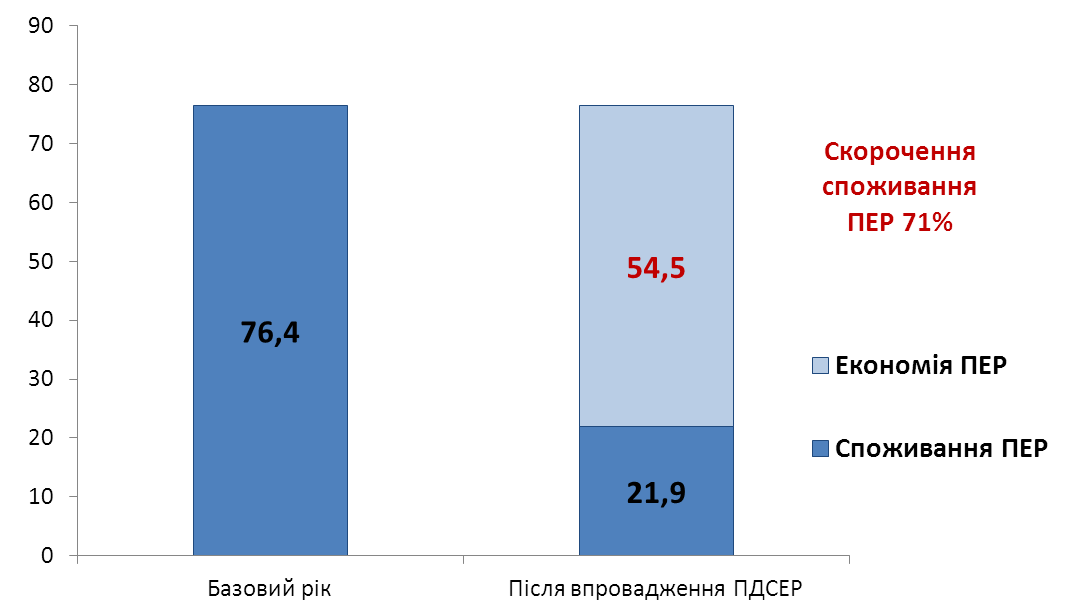 90
80
70
60
50
40
30
20
10
0
76,4
54,5
21,9
Базовий рік
Після впровадження ПДСЕР
Скорочення
споживання
ПЕР 71%
Економія ПЕР
Споживання ПЕР